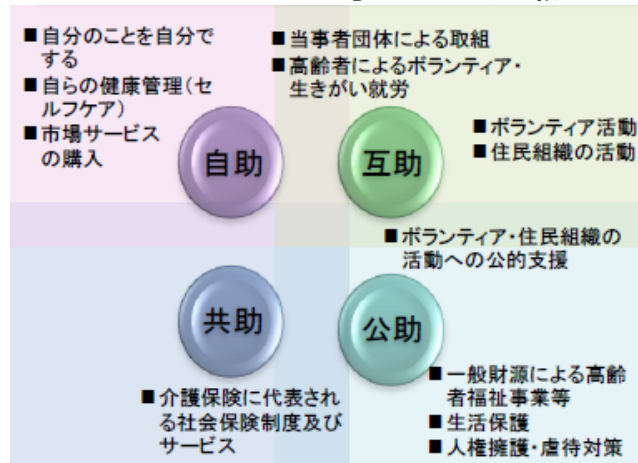 ■自分のことを自分で
する
■自らの健康管理(セ
ルフケア)
■市場サービス
の購入
自助
■当事者団体による取組
■高齢者によるボランティア・
生きがい就労
互助
■ボランティア活動
■住民組織の活動
■ボランティア・住民組織の
活動への公的支援
共助
■介護保険に代表され
る社会保険制度及び
サービス
公助
■一般財源による高齢
者福祉事業等
■生活保護
■人権擁護・虐待対策